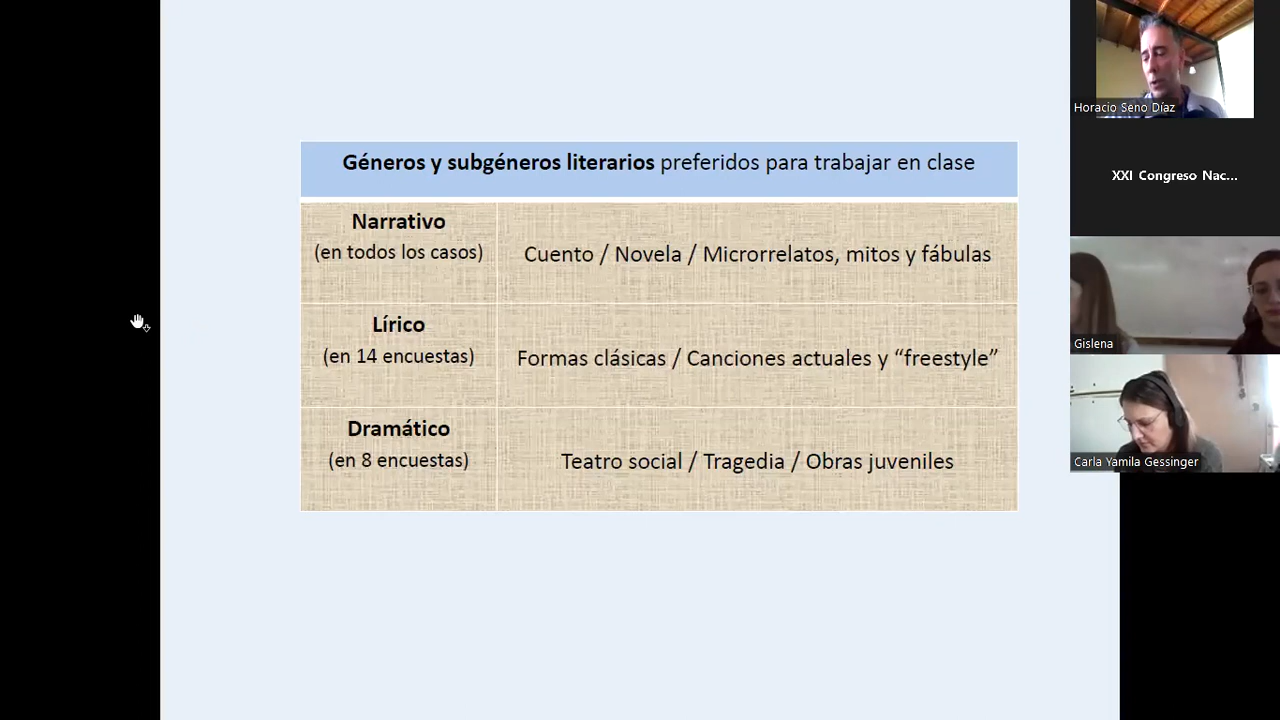 Géneros y subgéneros literarios preferidos para trabajar en clase
Narrativo
(en todos los casos)
Cuento / Novela / Microrrelatos, mitos y fábulas
Lírico
(en 14 encuestas)
Formas clásicas / Canciones actuales y “freestyle”
Dramático
(en 8 encuestas)
Teatro social / Tragedia / Obras juveniles
Horacio Seno Díaz
XXI Congreso Nac...
Gislena
Carla Yamila Gessinger